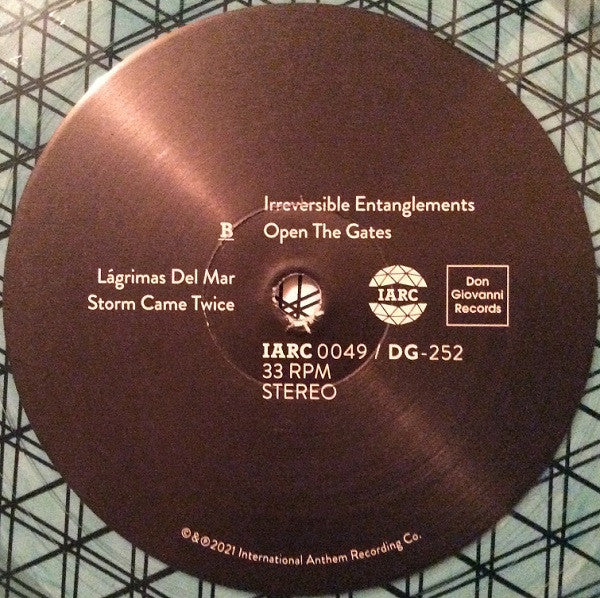 Irreversible Entanglements
B
Open The Gates
Lágrimas Del Mar
Storm Came Twice
IARC
Don
Giovanni
Records
IARC 0049 / DG-252
33 RPM
STEREO
©&℗2021 International Anthem Recording Co.